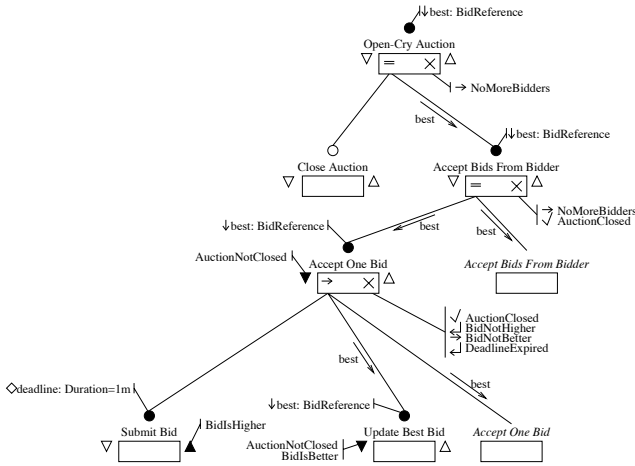 best: BidReference
Open-Cry Auction
NoMoreBidders
best
best: BidReference
Close Auction
Accept Bids From Bidder
NoMoreBidders
AuctionClosed
best: BidReference
best
best
AuctionNotClosed
Accept One Bid
Accept Bids From Bidder
AuctionClosed
BidNotHigher
BidNotBetter
DeadlineExpired
best
best
deadline: Duration=1m
best: BidReference
Submit Bid
BidIsHigher
Update Best Bid
Accept One Bid
AuctionNotClosed
BidIsBetter